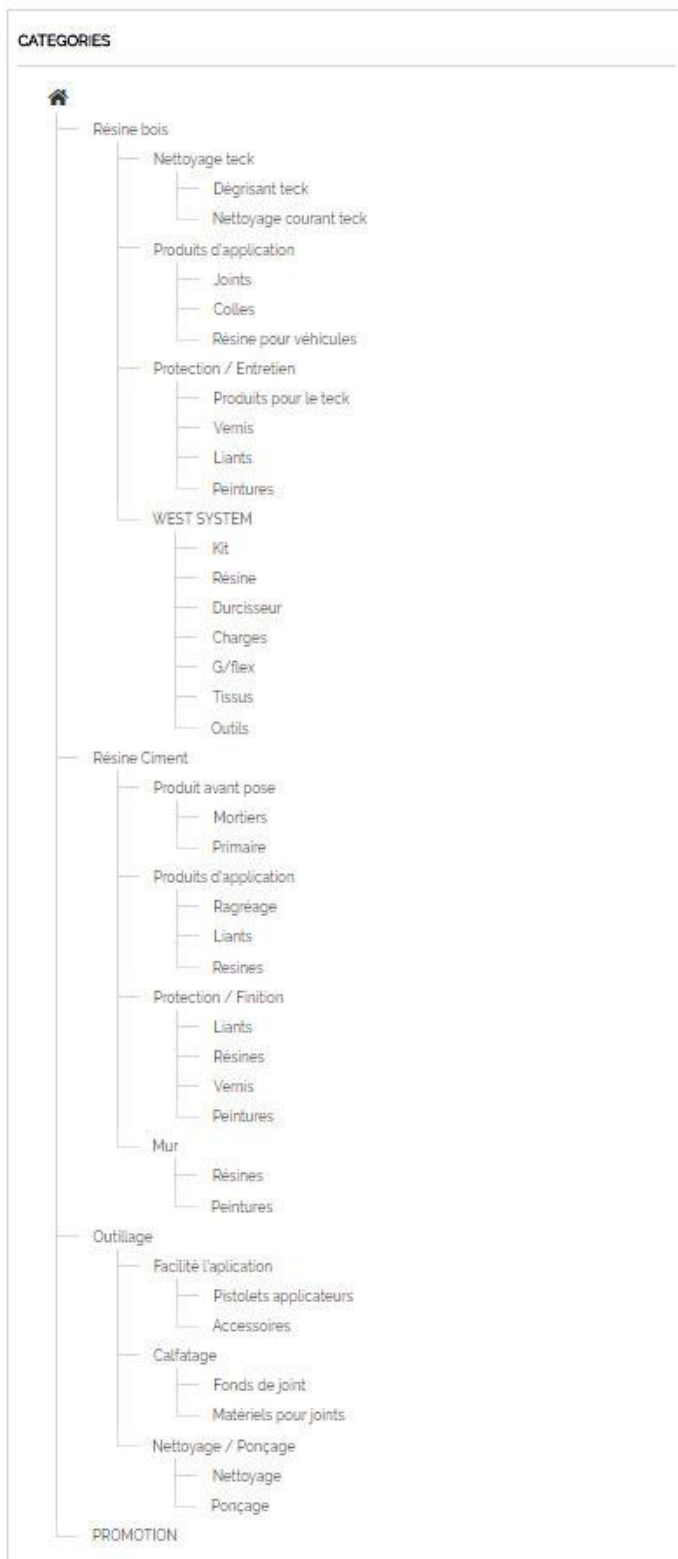 CATEGORIES
Résine bois
Nettoyage teck
Dégrisant teck
Nettoyage courant teck
Produits d'application
Joints
Colles
Résine pour véhicules
Protection / Entretien
Produits pour le teck
Vernis
Liants
Peintures
WEST SYSTEM
Kit
Résine
Durcisseur
Charges
G/flex
Tissus
Outils
Résine Ciment
Produit avant pose
Mortiers
Primaire
Produits d'application
Ragréage
Liants
Resines
Protection / Finition
Liants
Résines
Vernis
Peintures
Mur
Résines
Peintures
Outillage
Facilité l'aplication
Pistolets applicateurs
Accessoires
Calfatage
Fonds de joint
Matériels pour joints
Nettoyage / Ponçage
Nettoyage
Ponçage
PROMOTION